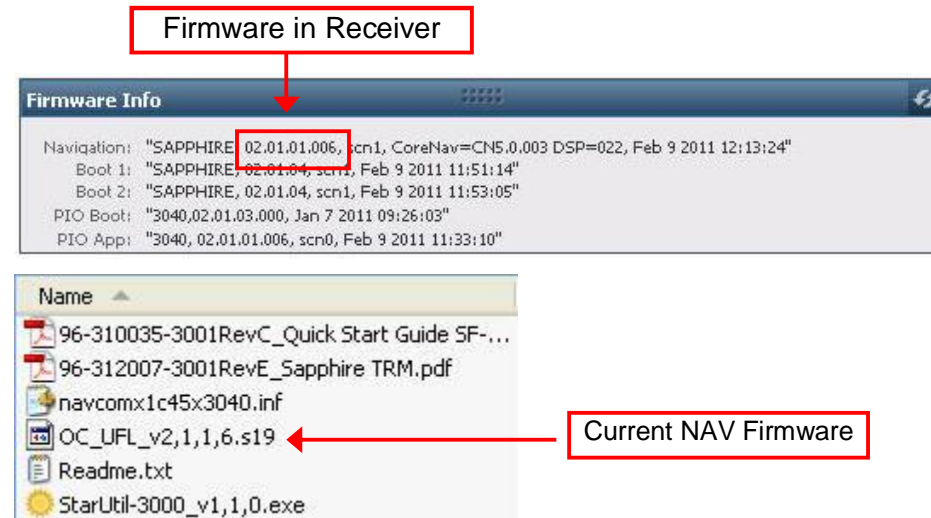 Firmware in Receiver
Firmware Info
Navigation: "SAPPHIRE, 02.01.01.006, scn1, CoreNav=CN5.0.003 DSP=022, Feb 9 2011 12:13:24"
Boot 1: "SAPPHIRE, 02.01.04, scn1, Feb 9 2011 11:51:14"
Boot 2: "SAPPHIRE, 02.01.04, scn1, Feb 9 2011 11:53:05"
PIO Boot: "3040,02.01.03.000, Jan 7 2011 09:26:03"
PIO App: "3040, 02.01.01.006, scn0, Feb 9 2011 11:33:10"
Name
96-310035-3001RevC_Quick Start Guide SF-...
96-312007-3001RevE_Sapphire TRM.pdf
navcomx1c45x3040.inf
OC_UFL_v2,1,1,6.s19
Current NAV Firmware
Readme.txt
StarUtil-3000_v1,1,0.exe